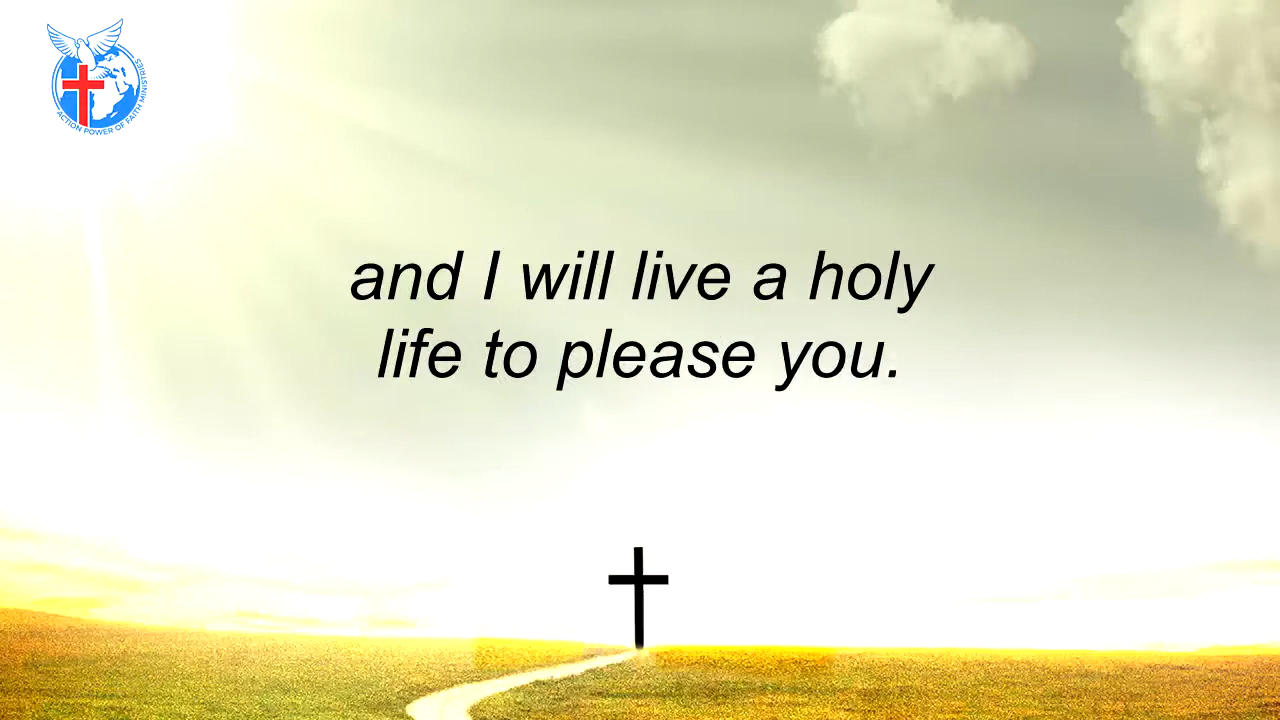 ACTION POWER OF FAITH MINISTRIES
and I will live a holy
life to please you.